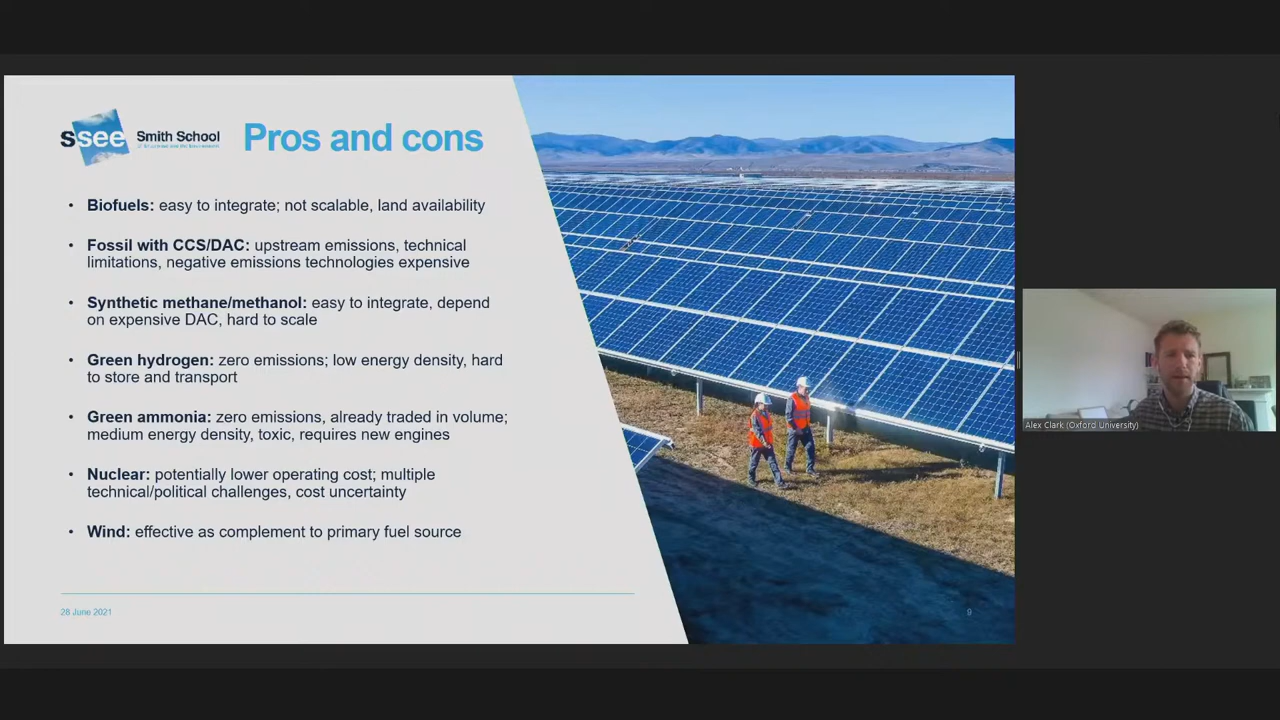 ssee
Smith School
Pros and cons
• Biofuels: easy to integrate; not scalable, land availability
• Fossil with CCS/DAC: upstream emissions, technical
limitations, negative emissions technologies expensive
• Synthetic methane/methanol: easy to integrate, depend
on expensive DAC, hard to scale
• Green hydrogen: zero emissions; low energy density, hard
to store and transport
• Green ammonia: zero emissions, already traded in volume;
medium energy density, toxic, requires new engines
• Nuclear: potentially lower operating cost; multiple
technical/political challenges, cost uncertainty
• Wind: effective as complement to primary fuel source
28 June 2021
9
Alex Clark (Oxford University)